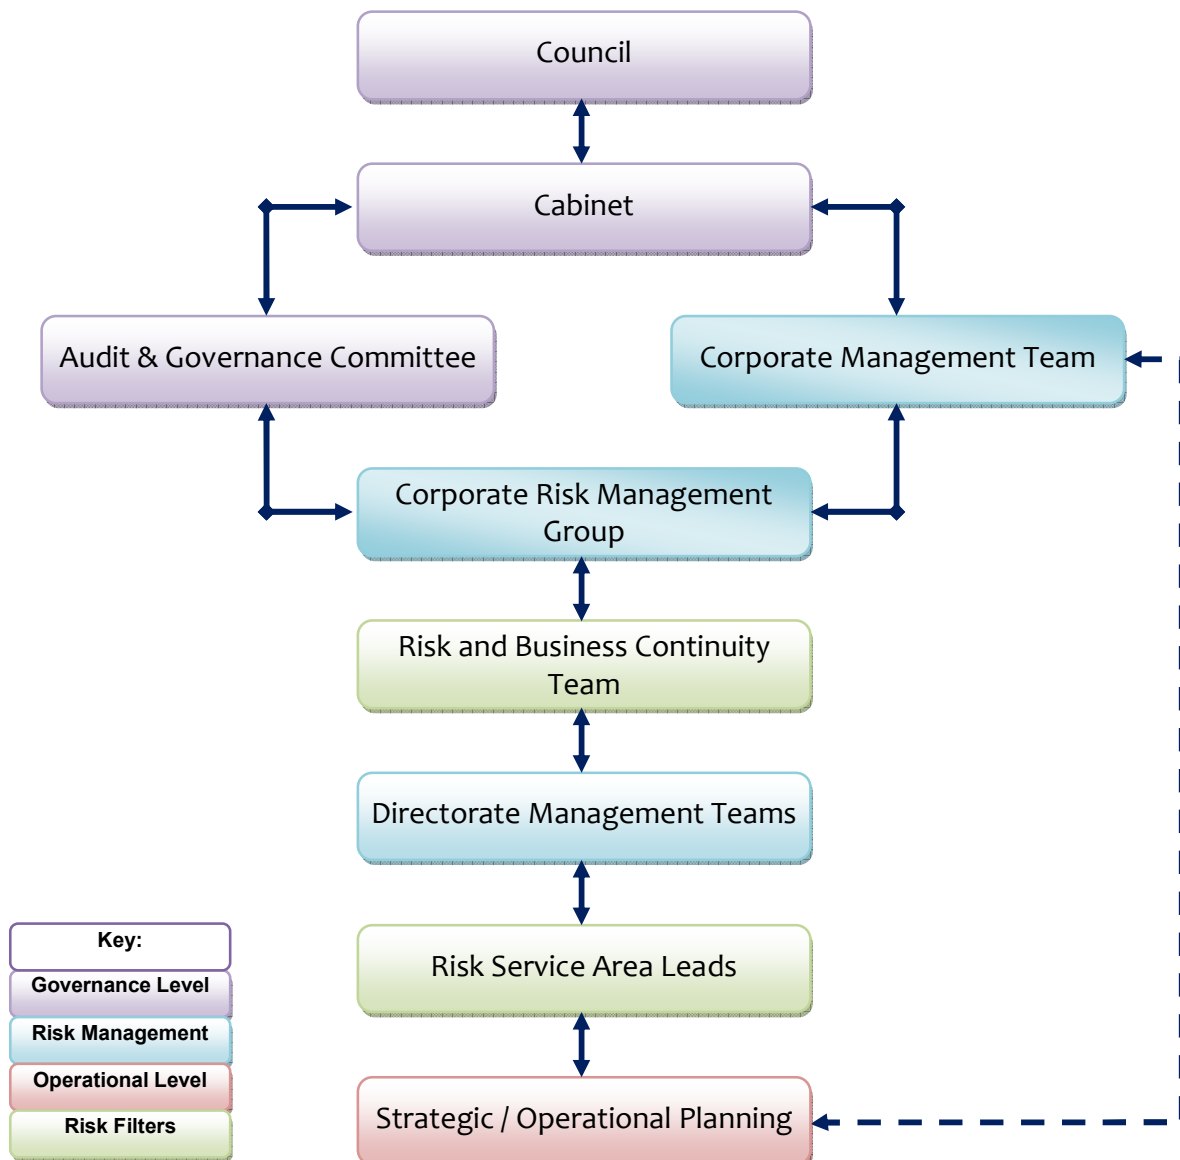 Council
Cabinet
Audit & Governance Committee
Corporate Management Team
Corporate Risk Management
Group
Risk and Business Continuity
Team
Directorate Management Teams
Risk Service Area Leads
Strategic / Operational Planning
Key:
Governance Level
Risk Management
Operational Level
Risk Filters